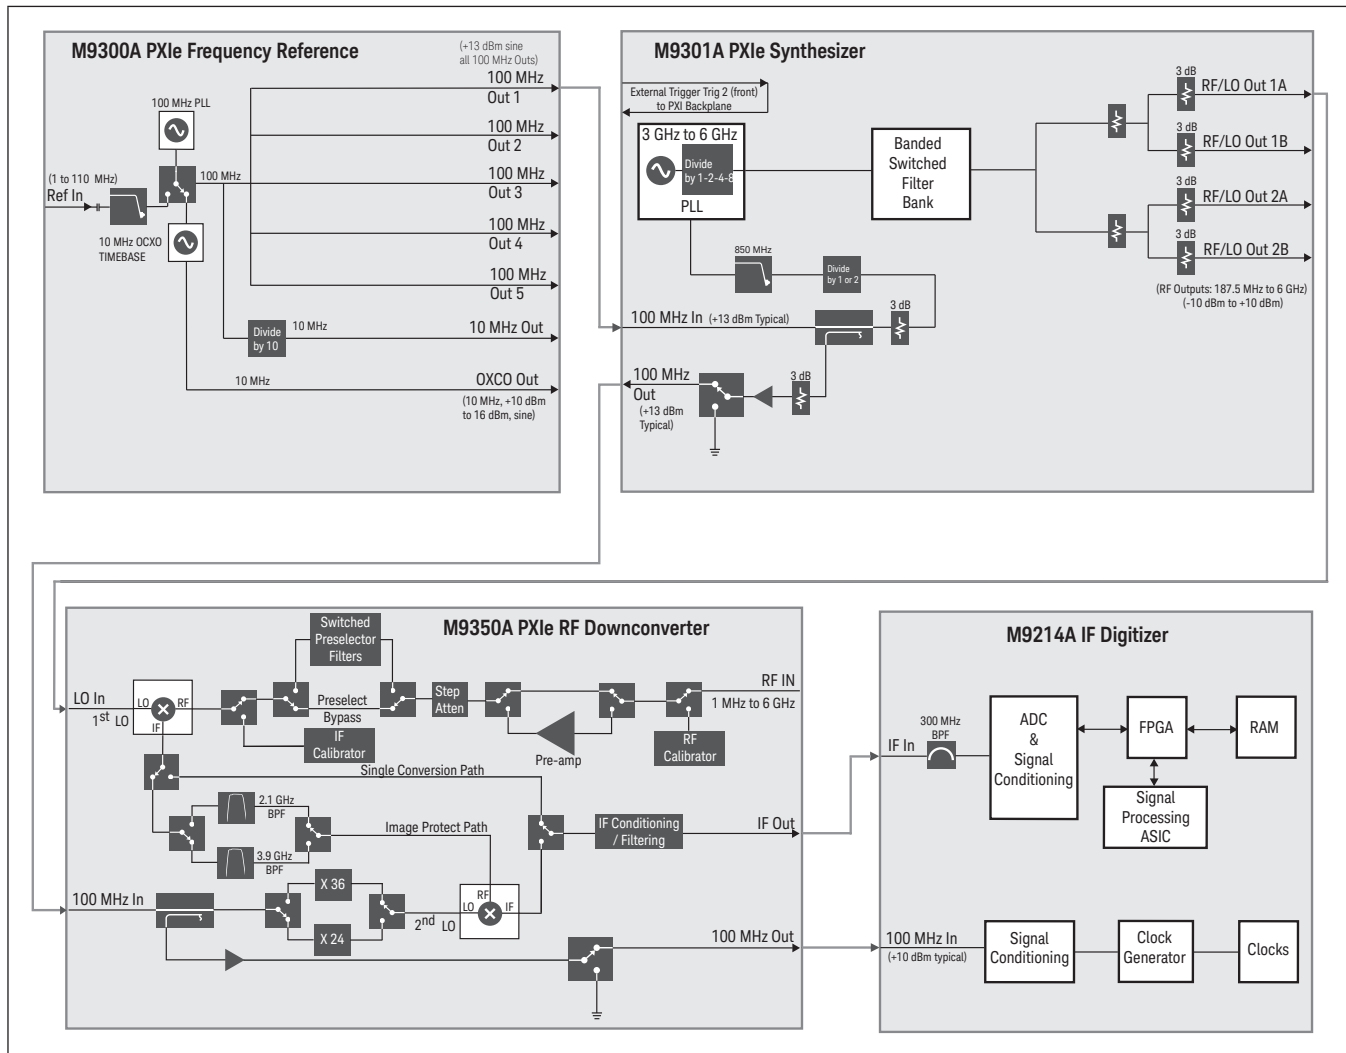 M9300A PXIe Frequency Reference
(+13 dBm sine
all 100 MHz Outs)
100 MHz
Out 1
100 MHz PLL
100 MHz
Out 2
(1 to 110 MHz)
Ref In
100 MHz
100 MHz
Out 3
10 MHz OCXO
TIMEBASE
100 MHz
Out 4
100 MHz
Out 5
Divide
by 10
10 MHz
10 MHz Out
10 MHz
OXCO Out
(10 MHz, +10 dBm
to 16 dBm, sine)
M9301A PXIe Synthesizer
External Trigger Trig 2 (front)
to PXI Backplane
3 GHz to 6 GHz
Divide
by 1-2-4-8
PLL
Banded
Switched
Filter
Bank
3 dB
RF/LO Out 1A
3 dB
RF/LO Out 1B
3 dB
RF/LO Out 2A
3 dB
RF/LO Out 2B
(RF Outputs: 187.5 MHz to 6 GHz)
(-10 dBm to +10 dBm)
850 MHz
Divide
by 1 or 2
3 dB
100 MHz In (+13 dBm Typical)
100 MHz
Out
(+13 dBm
Typical)
3 dB
M9350A PXIe RF Downconverter
Switched
Preselector
Filters
LO In
1st LO
LO
RF
IF
Preselect
Bypass
IF
Calibrator
Step
Atten
Pre-amp
RF
Calibrator
RF IN
1 MHz to 6 GHz
Single Conversion Path
2.1 GHz
BPF
3.9 GHz
BPF
Image Protect Path
IF Conditioning
/ Filtering
IF Out
100 MHz In
X 36
X 24
2nd LO
RF
LO
IF
100 MHz Out
M9214A IF Digitizer
IF In
300 MHz
BPF
ADC
&
Signal
Conditioning
FPGA
RAM
Signal
Processing
ASIC
100 MHz In
(+10 dBm typical)
Signal
Conditioning
Clock
Generator
Clocks